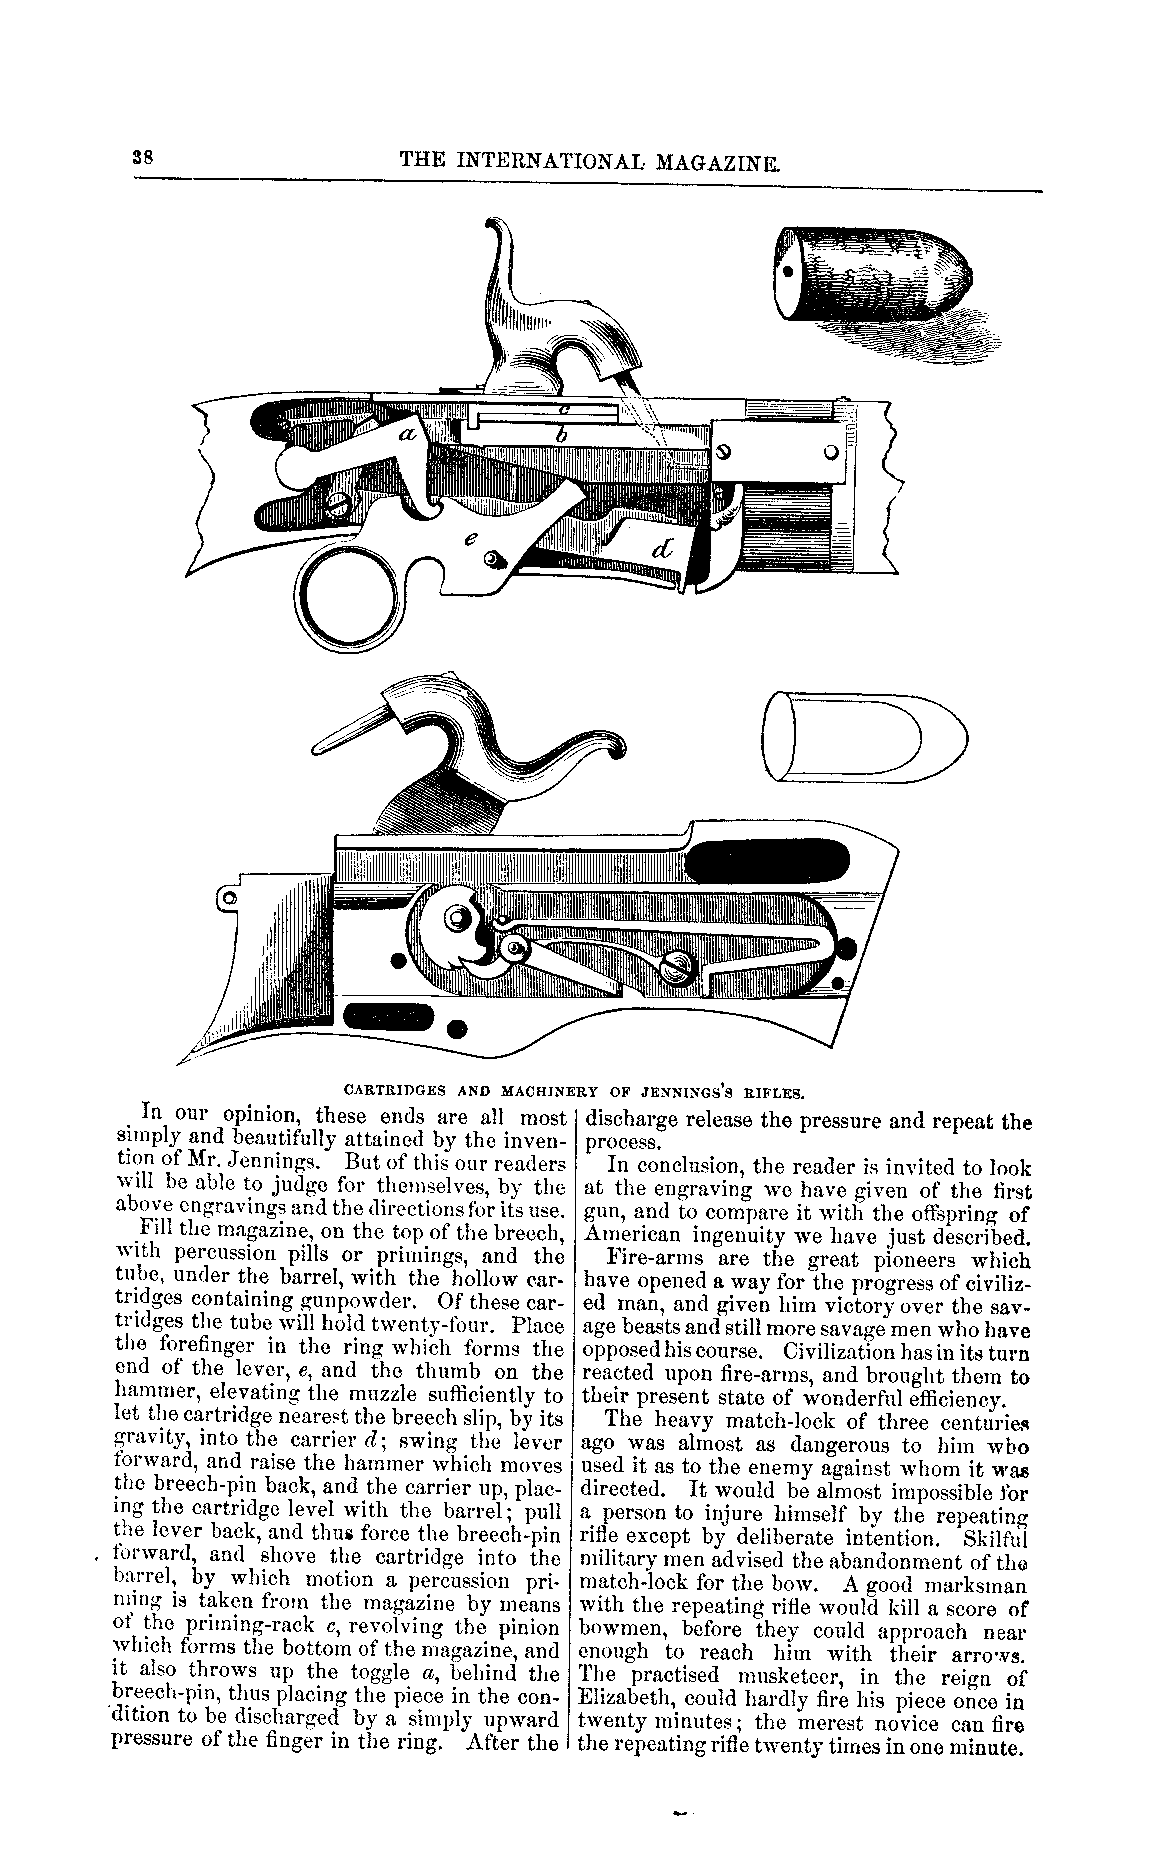 38
THE INTERNATIONAL MAGAZINE.
a
c
b
e
d
CARTRIDGES AND MACHINERY OF JENNINGS'S RIFLES.
In our opinion, these ends are all most
simply and beautifully attained by the inven-
tion of Mr. Jennings. But of this our readers
will be able to judge for themselves, by the
above engravings and the directions for its use.
Fill the magazine, on the top of the breech,
with percussion pills or primings, and the
tube, under the barrel, with the hollow car-
tridges containing gunpowder. Of these car-
tridges the tube will hold twenty-four. Place
the forefinger in the ring which forms the
end of the lever, e, and the thumb on the
hammer, elevating the muzzle sufficiently to
let the cartridge nearest the breech slip, by its
gravity, into the carrier d; swing the lever
forward, and raise the hammer which moves
the breech-pin back, and the carrier up, plac-
ing the cartridge level with the barrel; pull
the lever back, and thus force the breech-pin
forward, and shove the cartridge into the
barrel, by which motion a percussion pri-
ming is taken from the magazine by means
of the priming-rack c, revolving the pinion
which forms the bottom of the magazine, and
it also throws up the toggle a, behind the
breech-pin, thus placing the piece in the con-
dition to be discharged by a simply upward
pressure of the finger in the ring. After the
discharge release the pressure and repeat the
process.
In conclusion, the reader is invited to look
at the engraving we have given of the first
gun, and to compare it with the offspring of
American ingenuity we have just described.
Fire-arms are the great pioneers which
have opened a way for the progress of civiliz-
ed man, and given him victory over the sav-
age beasts and still more savage men who have
opposed his course. Civilization has in its turn
reacted upon fire-arms, and brought them to
their present state of wonderful efficiency.
The heavy match-lock of three centuries
ago was almost as dangerous to him who
used it as to the enemy against whom it was
directed. It would be almost impossible for
a person to injure himself by the repeating
rifle except by deliberate intention. Skilful
military men advised the abandonment of the
match-lock for the bow. A good marksman
with the repeating rifle would kill a score of
bowmen, before they could approach near
enough to reach him with their arrows.
The practised musketeer, in the reign of
Elizabeth, could hardly fire his piece once in
twenty minutes; the merest novice can fire
the repeating rifle twenty times in one minute.